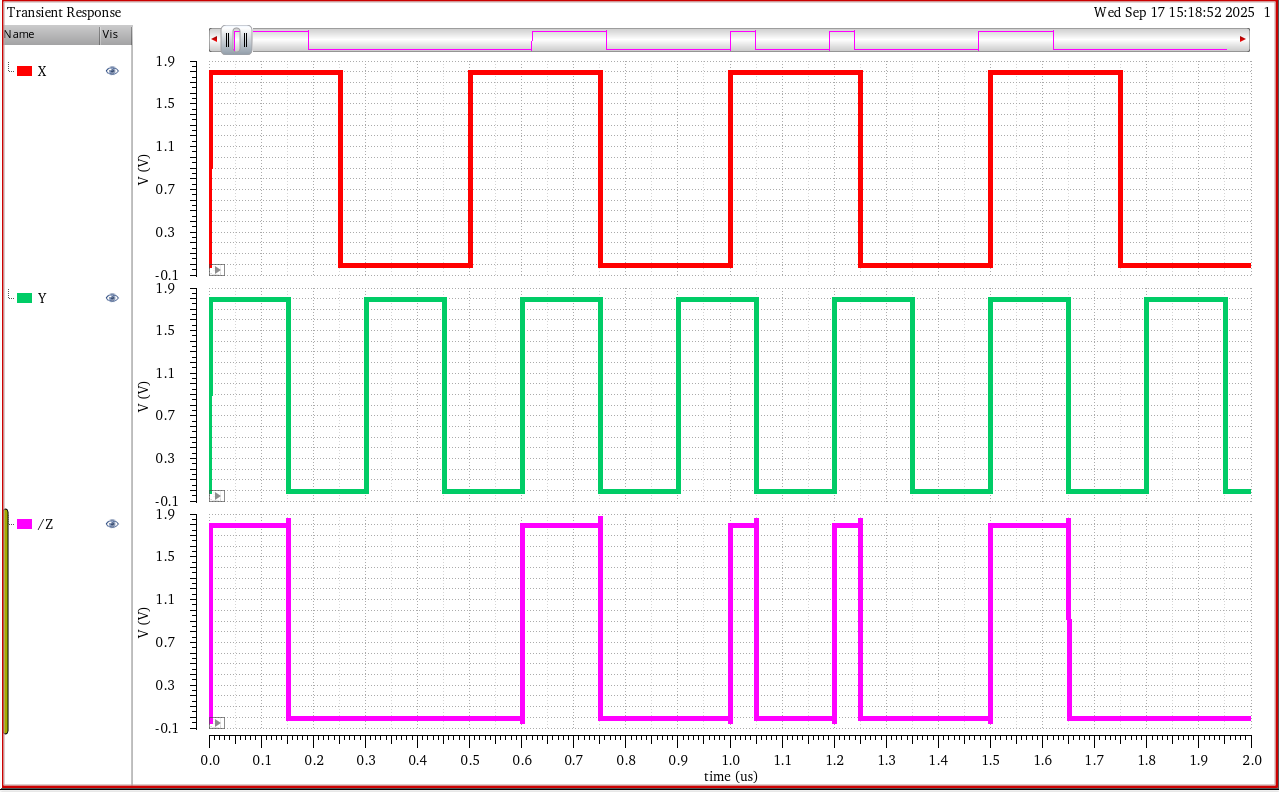 Transient Response
Wed Sep 17 15:18:52 2025 1
Name Vis
X
1.9
1.5
1.1
0.7
0.3
-0.1
V (V)
Y
1.9
1.5
1.1
0.7
0.3
-0.1
V (V)
/Z
1.9
1.5
1.1
0.7
0.3
-0.1
V (V)
0.0 0.1 0.2 0.3 0.4 0.5 0.6 0.7 0.8 0.9 1.0 1.1 1.2 1.3 1.4 1.5 1.6 1.7 1.8 1.9 2.0
time (us)